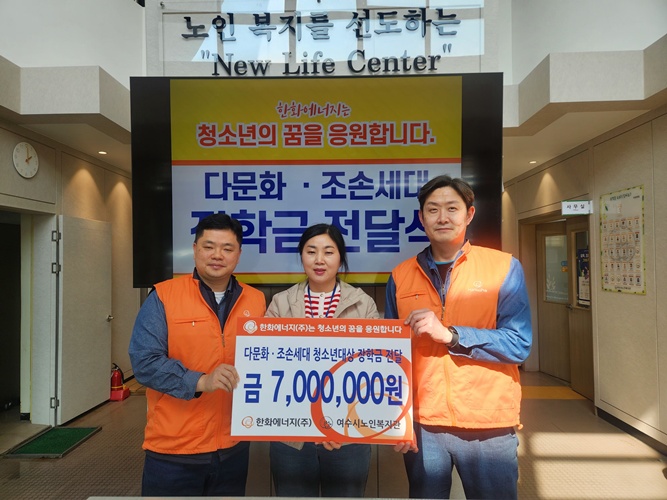 노인 복지를 선도하는
"New Life Center"
한화에너지는
청소년의 꿈을 응원합니다.
다문화 · 조손세대
장학금 전달식
사무실
한화에너지(주)는 청소년의 꿈을 응원합니다
다문화 · 조손세대 청소년대상 장학금 전달
금 7,000,000원
한화에너지(주) 여수시노인복지관